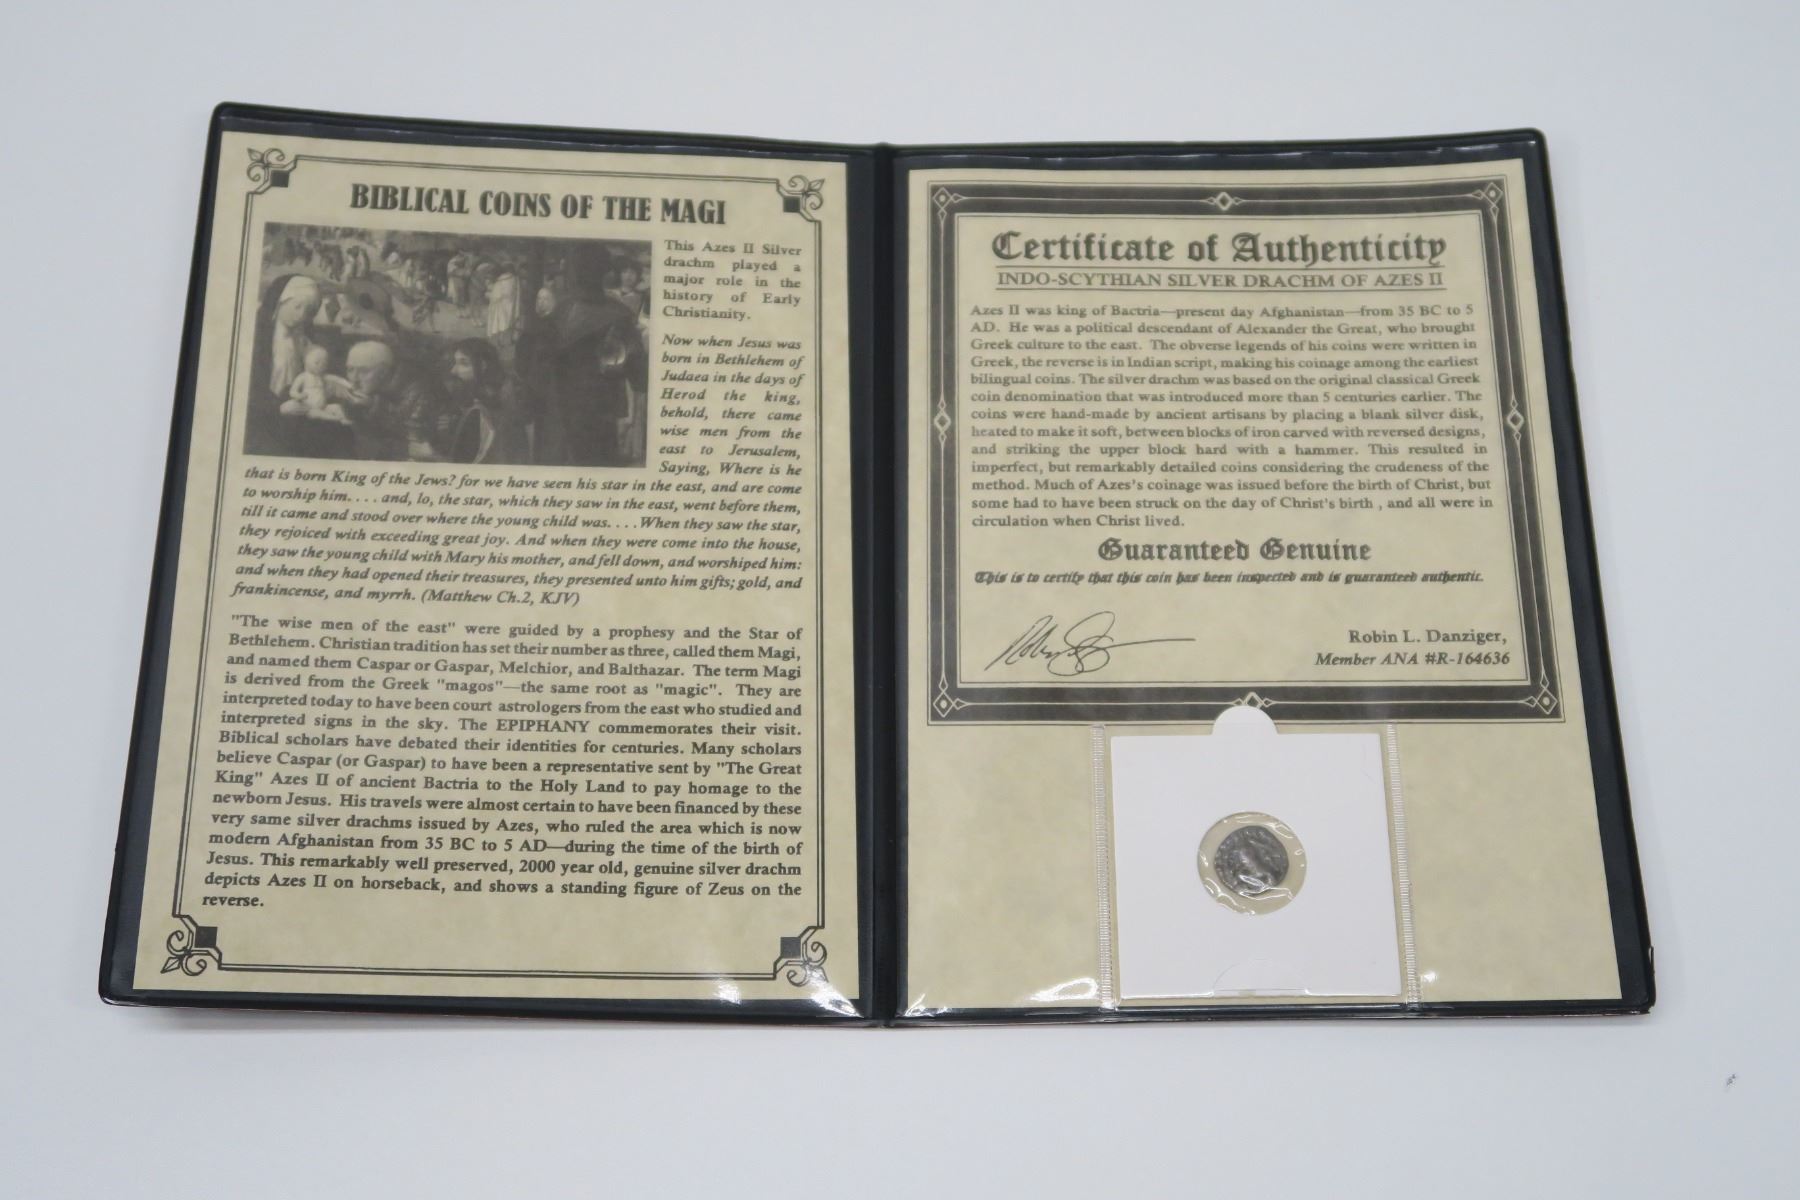 BIBLICAL COINS OF THE MAGI
This Azes II Silver
drachm played a
major role in the
history of Early
Christianity.
Now when Jesus was
born in Bethlehem of
Judaea in the days of
Herod the king,
behold, there came
wise men from the
east to Jerusalem,
Saying, Where is he
that is born King of the Jews? for we have seen his star in the east, and are come
to worship him. . . . and, lo, the star, which they saw in the east, went before them,
till it came and stood over where the young child was. . . . When they saw the star,
they rejoiced with exceeding great joy. And when they were come into the house,
they saw the young child with Mary his mother, and fell down, and worshiped him:
and when they had opened their treasures, they presented unto him gifts; gold, and
frankincense, and myrrh. (Matthew Ch.2, KJV)
"The wise men of the east" were guided by a prophesy and the Star of
Bethlehem. Christian tradition has set their number as three, called them Magi,
and named them Caspar or Gaspar, Melchior, and Balthazar. The term Magi
is derived from the Greek "magos"—the same root as "magic". They are
interpreted today to have been court astrologers from the east who studied and
interpreted signs in the sky. The EPIPHANY commemorates their visit.
Biblical scholars have debated their identities for centuries. Many scholars
believe Caspar (or Gaspar) to have been a representative sent by "The Great
King" Azes II of ancient Bactria to the Holy Land to pay homage to the
newborn Jesus. His travels were almost certain to have been financed by these
very same silver drachms issued by Azes, who ruled the area which is now
modern Afghanistan from 35 BC to 5 AD—during the time of the birth of
Jesus. This remarkably well preserved, 2000 year old, genuine silver drachm
depicts Azes II on horseback, and shows a standing figure of Zeus on the
reverse.
Certificate of Authenticity
INDO-SCYTHIAN SILVER DRACHM OF AZES II
Azes II was king of Bactria—present day Afghanistan—from 35 BC to 5
AD. He was a political descendant of Alexander the Great, who brought
Greek culture to the east. The obverse legends of his coins were written in
Greek, the reverse is in Indian script, making his coinage among the earliest
bilingual coins. The silver drachm was based on the original classical Greek
coin denomination that was introduced more than 5 centuries earlier. The
coins were hand-made by ancient artisans by placing a blank silver disk,
heated to make it soft, between blocks of iron carved with reversed designs,
and striking the upper block hard with a hammer. This resulted in
imperfect, but remarkably detailed coins considering the crudeness of the
method. Much of Azes's coinage was issued before the birth of Christ, but
some had to have been struck on the day of Christ's birth , and all were in
circulation when Christ lived.
Guaranteed Genuine
This is to certify that this coin has been inspected and is guaranteed authentic.
Robin L. Danziger,
Member ANA #R-164636